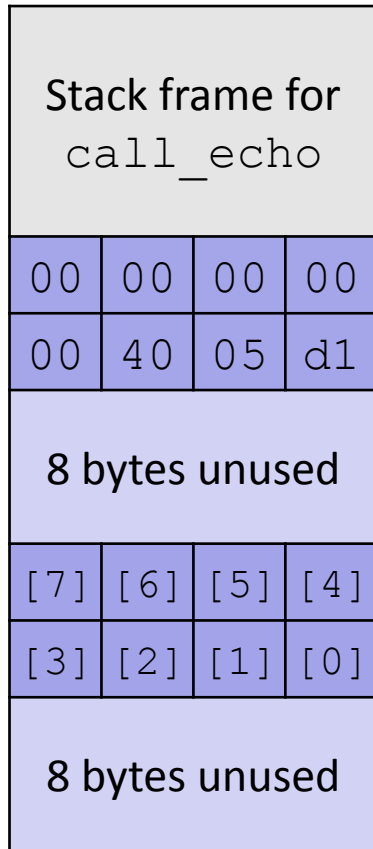 Stack frame for
call_echo
00 00 00 00
00 40 05 d1
8 bytes unused
[7] [6] [5] [4]
[3] [2] [1] [0]
8 bytes unused